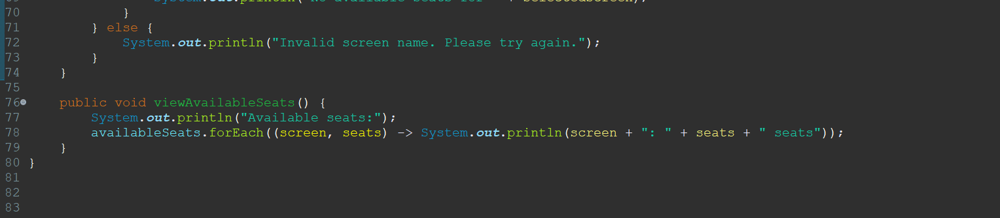 70             }
71         } else {
72             System.out.println("Invalid screen name. Please try again.");
73         }
74     }
75
76     public void viewAvailableSeats() {
77         System.out.println("Available seats:");
78         availableSeats.forEach((screen, seats) -> System.out.println(screen + ": " + seats + " seats"));
79     }
80 }
81
82
83